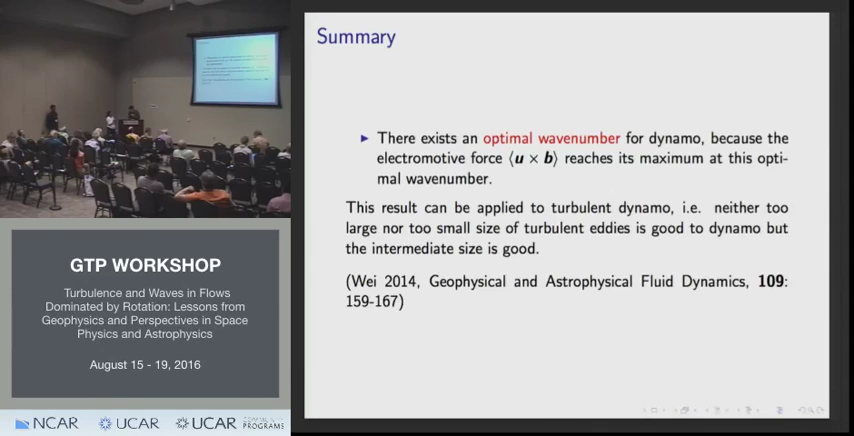 Summary
▶ There exists an optimal wavenumber for dynamo, because the
electromotive force ⟨u × b⟩ reaches its maximum at this opti-
mal wavenumber.
This result can be applied to turbulent dynamo, i.e. neither too
large nor too small size of turbulent eddies is good to dynamo but
the intermediate size is good.
(Wei 2014, Geophysical and Astrophysical Fluid Dynamics, 109:
159-167)
GTP WORKSHOP
Turbulence and Waves in Flows
Dominated by Rotation: Lessons from
Geophysics and Perspectives in Space
Physics and Astrophysics
August 15 - 19, 2016
NCAR
UCAR
UCAR
PROGRAMS